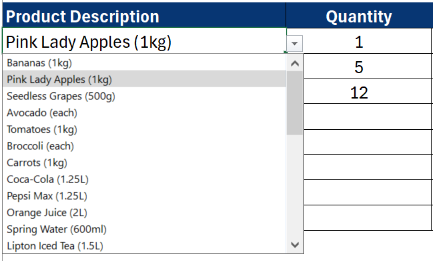 Product Description Quantity
Pink Lady Apples (1kg) 1
Bananas (1kg) 5
Pink Lady Apples (1kg)
Seedless Grapes (500g) 12
Avocado (each)
Tomatoes (1kg)
Broccoli (each)
Carrots (1kg)
Coca-Cola (1.25L)
Pepsi Max (1.25L)
Orange Juice (2L)
Spring Water (600ml)
Lipton Iced Tea (1.5L)